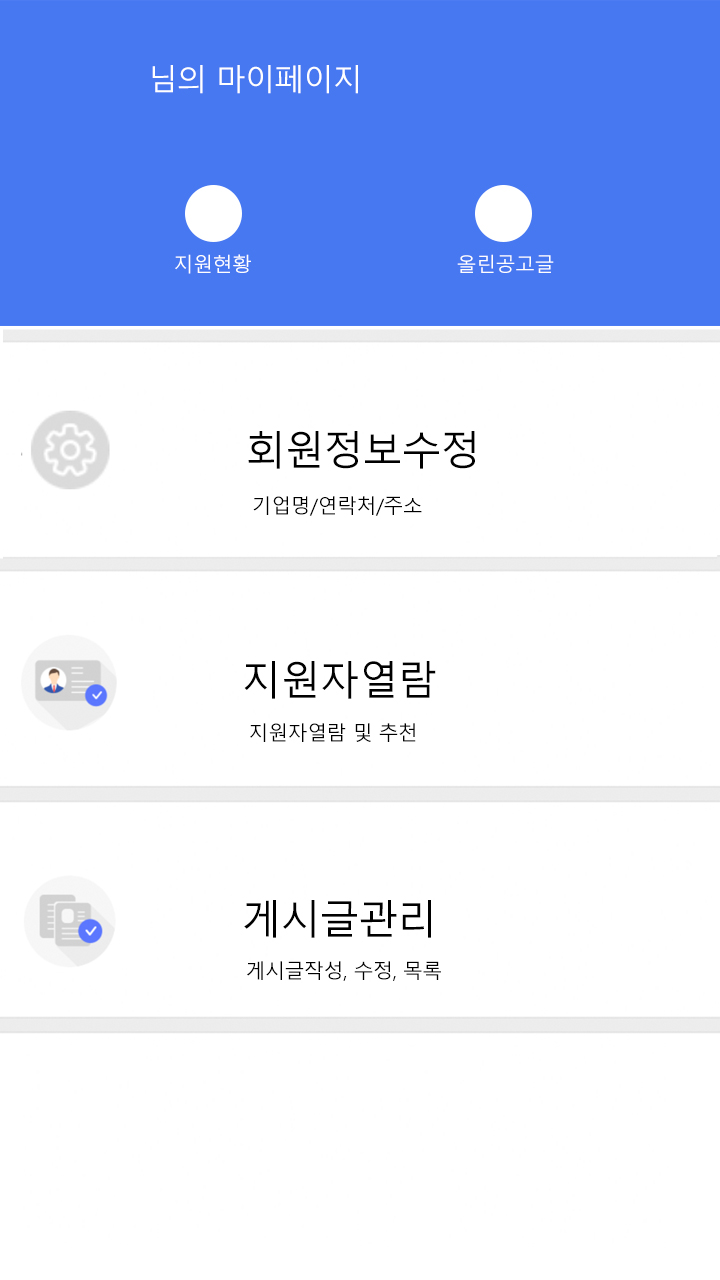 님의 마이페이지
지원현황
올린공고글
회원정보수정
기업명/연락처/주소
지원자열람
지원자열람 및 추천
게시글관리
게시글작성, 수정, 목록